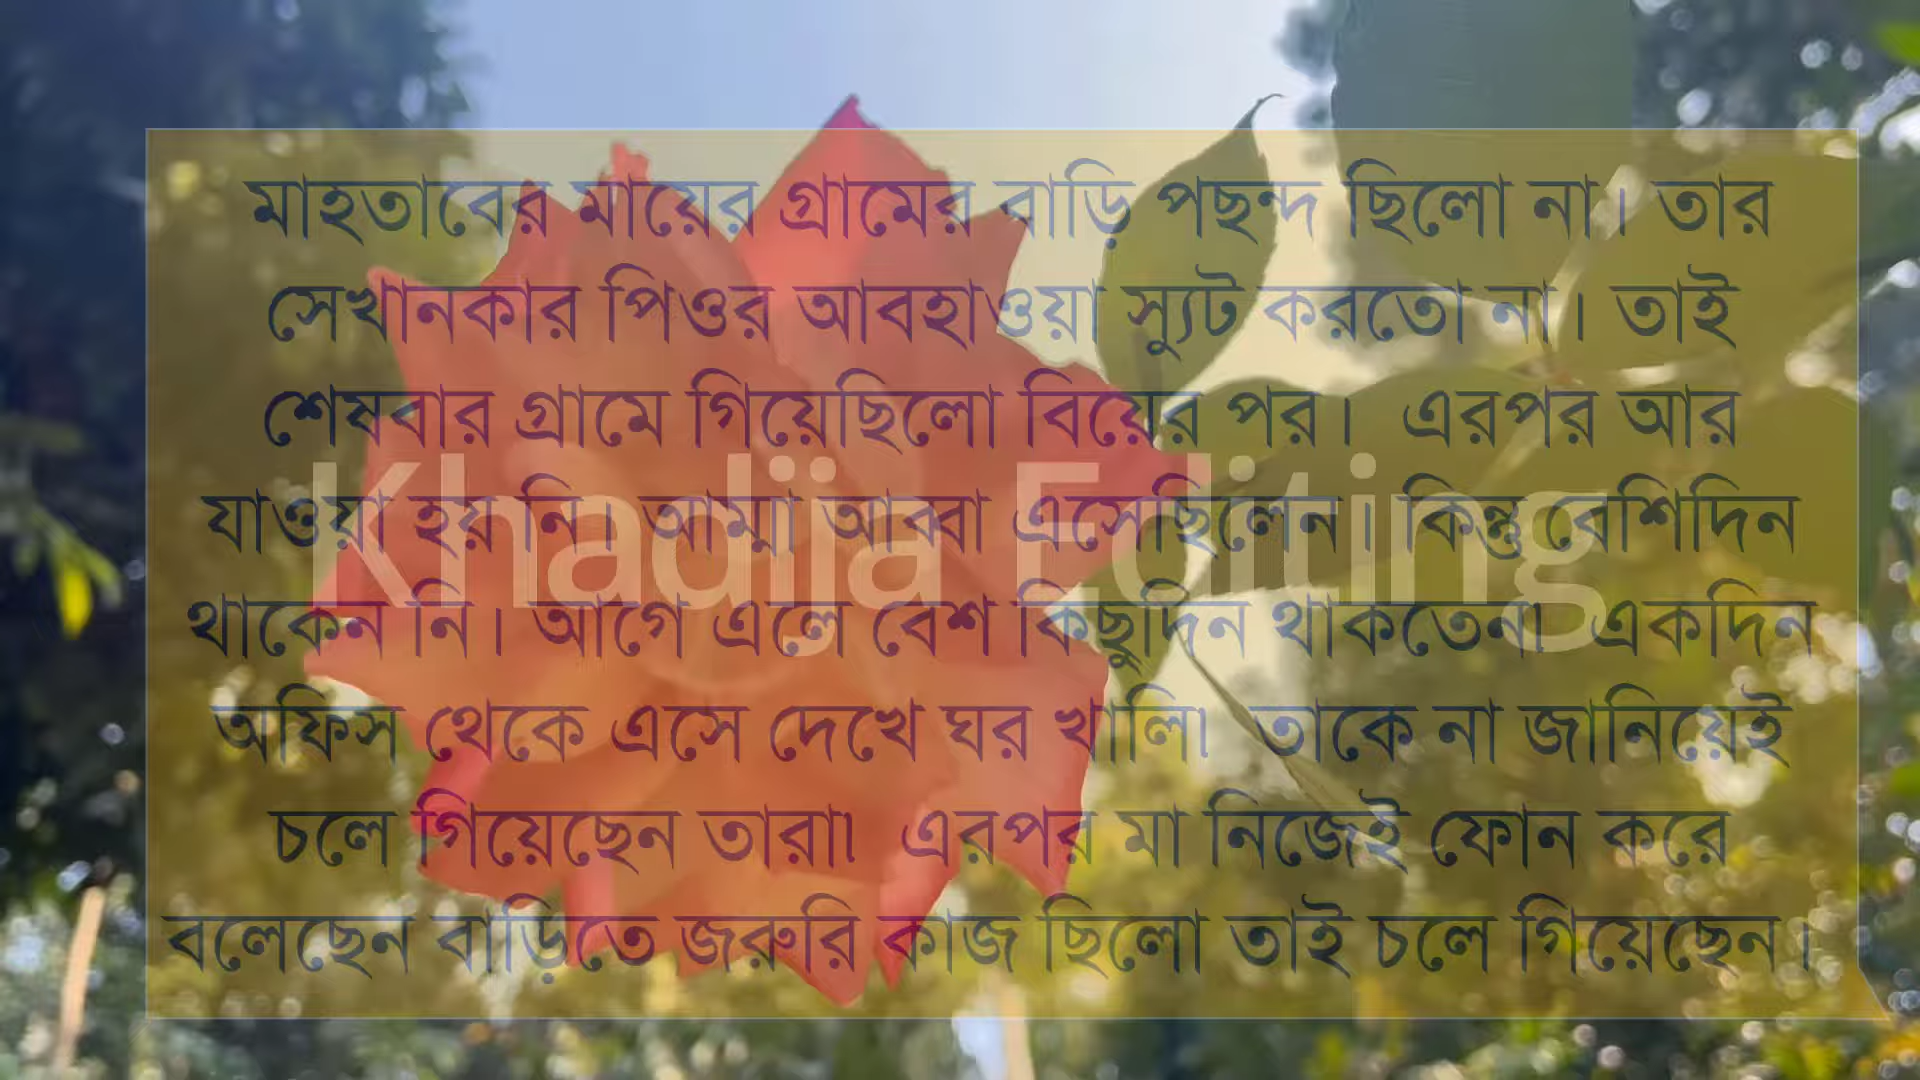 মাহতাবের মায়ের গ্রামের বাড়ি পছন্দ ছিলো না। তার
সেখানকার পিওর আবহাওয়া স্যুট করতো না। তাই
শেষবার গ্রামে গিয়েছিলো বিয়ের পর।  এরপর আর
যাওয়া হয় নি। আম্মা আব্বা এসেছিলেন। কিন্তু বেশিদিন
Khadija Editing
থাকেন নি। আগে এলে বেশ কিছুদিন থাকতেন৷  একদিন
অফিস থেকে এসে দেখে ঘর খালি৷  তাকে না জানিয়েই
চলে গিয়েছেন তারা৷  এরপর মা নিজেই ফোন করে
বলেছেন বাড়িতে জরুরি কাজ ছিলো তাই চলে গিয়েছেন।